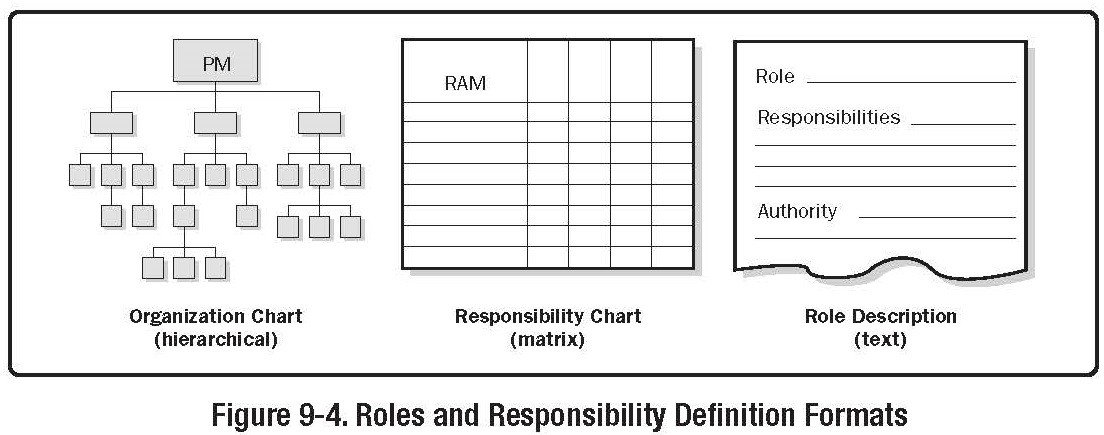 PM
RAM
Role
Responsibilities
Authority
Organization Chart
(hierarchical)
Responsibility Chart
(matrix)
Role Description
(text)
Figure 9-4. Roles and Responsibility Definition Formats